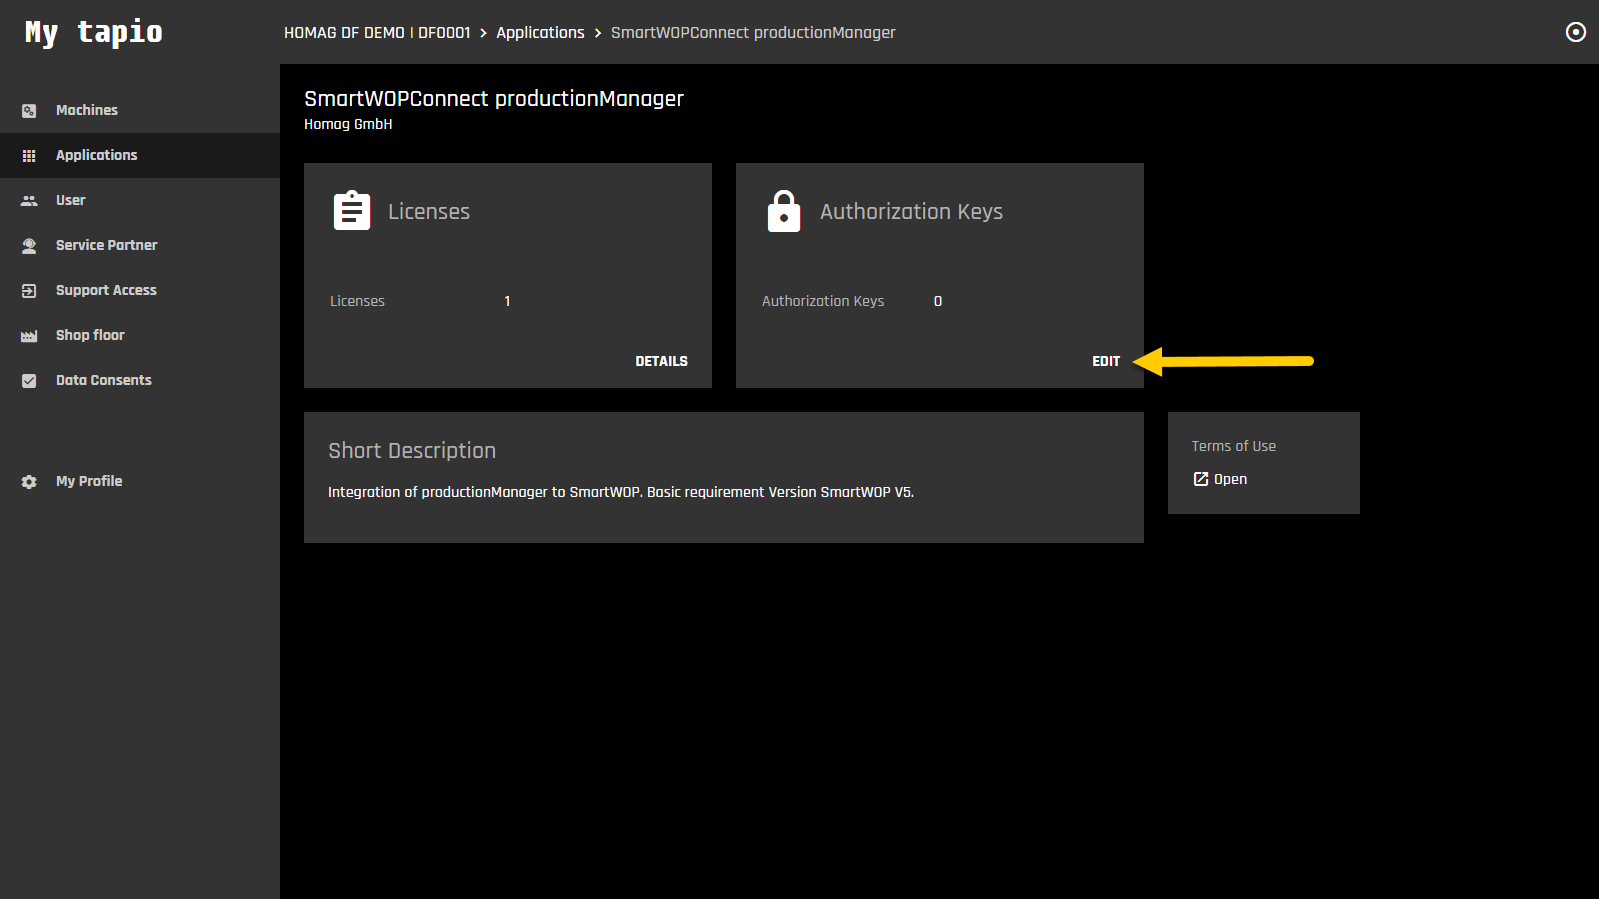 My tapio
HOMAG DF DEMO | DF0001 > Applications > SmartWOPConnect productionManager
Machines
Applications
User
Service Partner
Support Access
Shop floor
Data Consents
My Profile
SmartWOPConnect productionManager
Homag GmbH
Licenses
Licenses 1
DETAILS
Authorization Keys
Authorization Keys 0
EDIT
Short Description
Integration of productionManager to SmartWOP. Basic requirement Version SmartWOP V5.
Terms of Use
Open